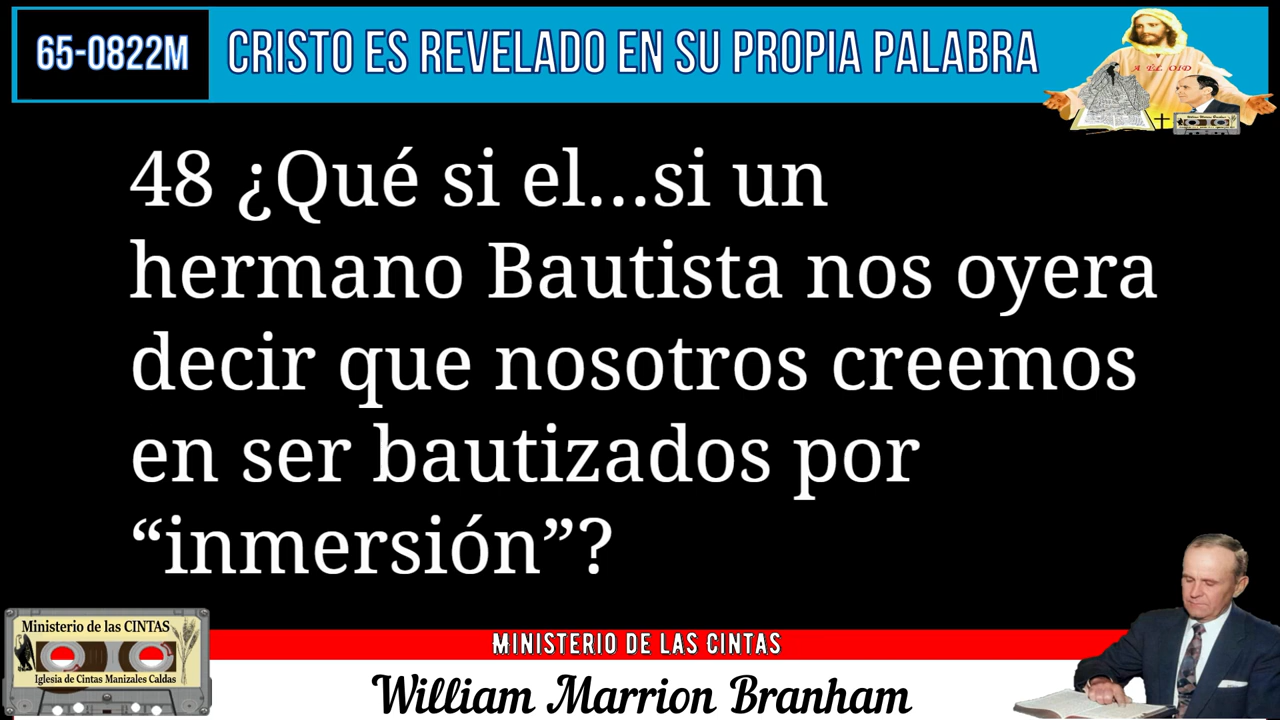 65-0822M
CRISTO ES REVELADO EN SU PROPIA PALABRA
A ÉL OID
48 ¿Qué si el...si un
hermano Bautista nos oyera
decir que nosotros creemos
en ser bautizados por
“inmersión”?
Ministerio de las CINTAS
Iglesia de Cintas Manizales Caldas
MINISTERIO DE LAS CINTAS
William Marrion Branham